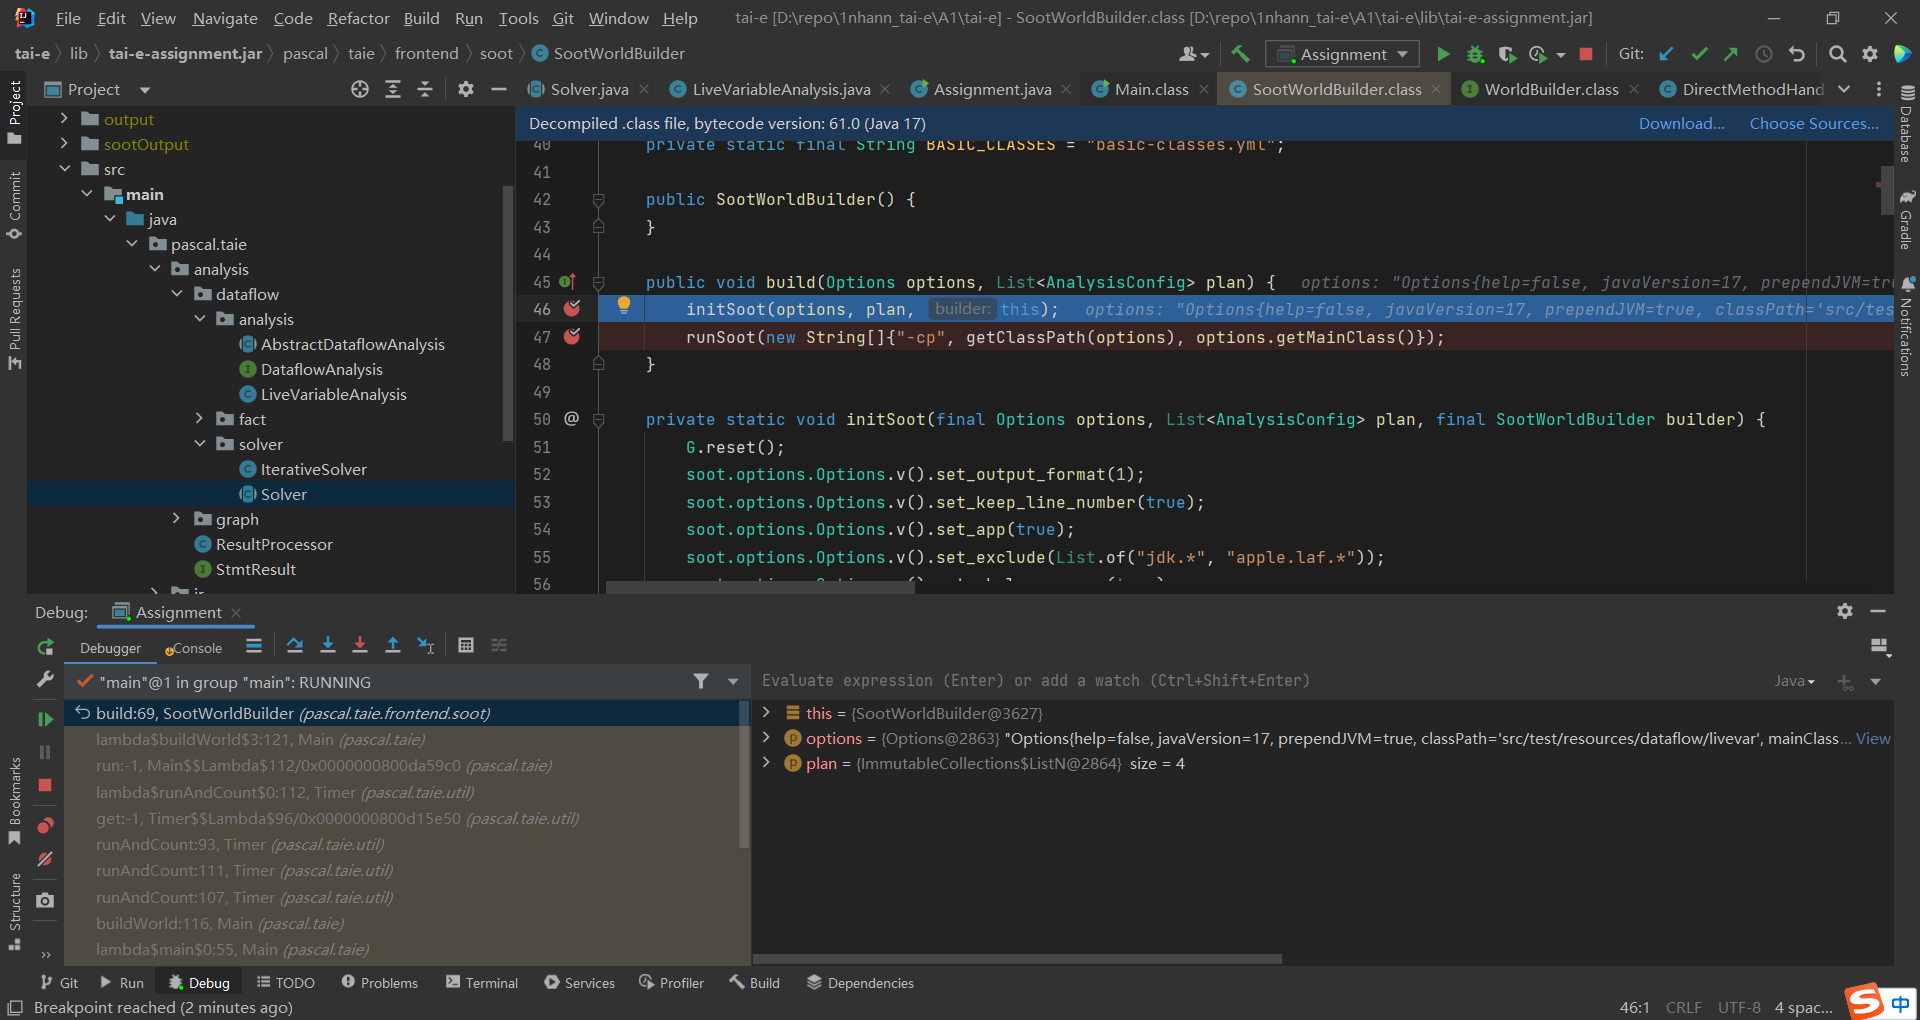 File Edit View Navigate Code Refactor Build Run Tools Git Window Help tai-e [D:\repo\1nhann_tai-e\A1\tai-e] - SootWorldBuilder.class [D:\repo\1nhann_tai-e\A1\tai-e\lib\tai-e-assignment.jar]
tai-e lib tai-e-assignment.jar pascal taie frontend soot SootWorldBuilder Assignment Git:
Project Solver.java LiveVariableAnalysis.java Assignment.java Main.class SootWorldBuilder.class WorldBuilder.class DirectMethodHand
Project
Commit
Pull Requests
Bookmarks
Structure
output
sootOutput
src
main
java
pascal.taie
analysis
dataflow
analysis
AbstractDataflowAnalysis
DataflowAnalysis
LiveVariableAnalysis
fact
solver
IterativeSolver
Solver
graph
ResultProcessor
StmtResult
ir
Decompiled .class file, bytecode version: 61.0 (Java 17) Download... Choose Sources...
40 private static final String BASIC_CLASSES = "basic-classes.yml";
41
42 public SootWorldBuilder() {
43 }
44
45 public void build(Options options, List<AnalysisConfig> plan) { options: "Options{help=false, javaVersion=17, prependJVM=tru
46 initSoot(options, plan, builder: this); options: "Options{help=false, javaVersion=17, prependJVM=true, classPath='src/tes
47 runSoot(new String[]{"-cp", getClassPath(options), options.getMainClass()});
48 }
49
50 @ private static void initSoot(final Options options, List<AnalysisConfig> plan, final SootWorldBuilder builder) {
51 G.reset();
52 soot.options.Options.v().set_output_format(1);
53 soot.options.Options.v().set_keep_line_number(true);
54 soot.options.Options.v().set_app(true);
55 soot.options.Options.v().set_exclude(List.of("jdk.*", "apple.laf.*"));
56
Database
Gradle
Notifications
Debug: Assignment
Debugger Console
"main"@1 in group "main": RUNNING
build:69, SootWorldBuilder (pascal.taie.frontend.soot)
lambda$buildWorld$3:121, Main (pascal.taie)
run:-1, Main$$Lambda$112/0x0000000800da59c0 (pascal.taie)
lambda$runAndCount$0:112, Timer (pascal.taie.util)
get:-1, Timer$$Lambda$96/0x0000000800d15e50 (pascal.taie.util)
runAndCount:93, Timer (pascal.taie.util)
runAndCount:111, Timer (pascal.taie.util)
runAndCount:107, Timer (pascal.taie.util)
buildWorld:116, Main (pascal.taie)
lambda$main$0:55, Main (pascal.taie)
Evaluate expression (Enter) or add a watch (Ctrl+Shift+Enter) Java
this = {SootWorldBuilder@3627}
options = {Options@2863} "Options{help=false, javaVersion=17, prependJVM=true, classPath='src/test/resources/dataflow/livevar', mainClass... View
plan = {ImmutableCollections$ListN@2864} size = 4
Git Run Debug TODO Problems Terminal Services Profiler Build Dependencies
Breakpoint reached (2 minutes ago) 46:1 CRLF UTF-8 4 spac... S 中